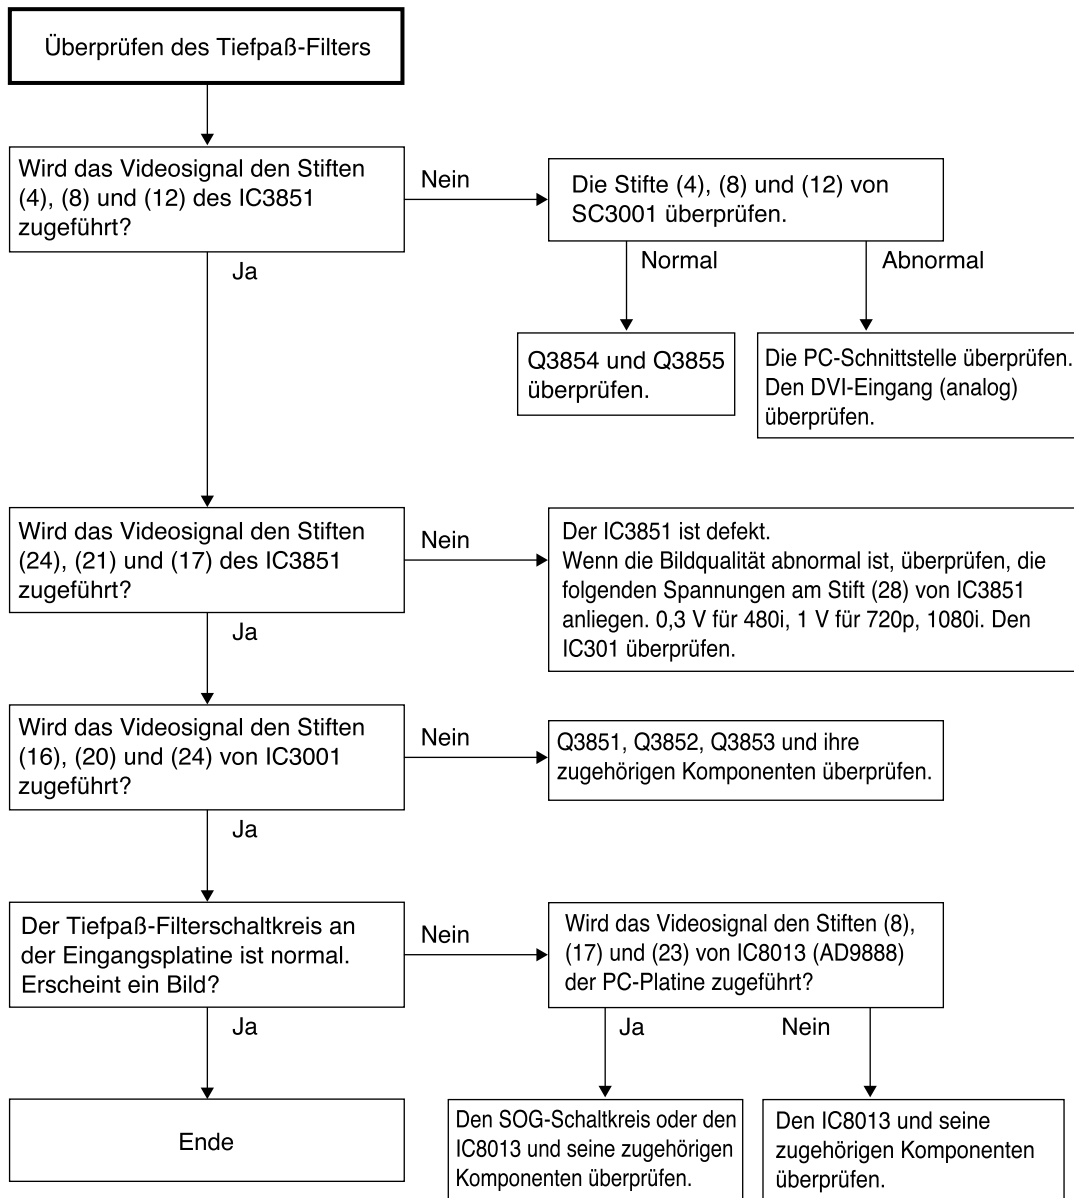 Überprüfen des Tiefpaß-Filters
Wird das Videosignal den Stiften
(4), (8) und (12) des IC3851
zugeführt?
Nein
Die Stifte (4), (8) und (12) von
SC3001 überprüfen.
Ja
Normal
Abnormal
Q3854 und Q3855
überprüfen.
Die PC-Schnittstelle überprüfen.
Den DVI-Eingang (analog)
überprüfen.
Wird das Videosignal den Stiften
(24), (21) und (17) des IC3851
zugeführt?
Nein
Der IC3851 ist defekt.
Wenn die Bildqualität abnormal ist, überprüfen, die
folgenden Spannungen am Stift (28) von IC3851
anliegen. 0,3 V für 480i, 1 V für 720p, 1080i. Den
IC301 überprüfen.
Ja
Wird das Videosignal den Stiften
(16), (20) und (24) von IC3001
zugeführt?
Nein
Q3851, Q3852, Q3853 und ihre
zugehörigen Komponenten überprüfen.
Ja
Der Tiefpaß-Filterschaltkreis an
der Eingangsplatine ist normal.
Erscheint ein Bild?
Nein
Wird das Videosignal den Stiften (8),
(17) und (23) von IC8013 (AD9888)
der PC-Platine zugeführt?
Ja
Ja
Nein
Ende
Den SOG-Schaltkreis oder den
IC8013 und seine zugehörigen
Komponenten überprüfen.
Den IC8013 und seine
zugehörigen Komponenten
überprüfen.